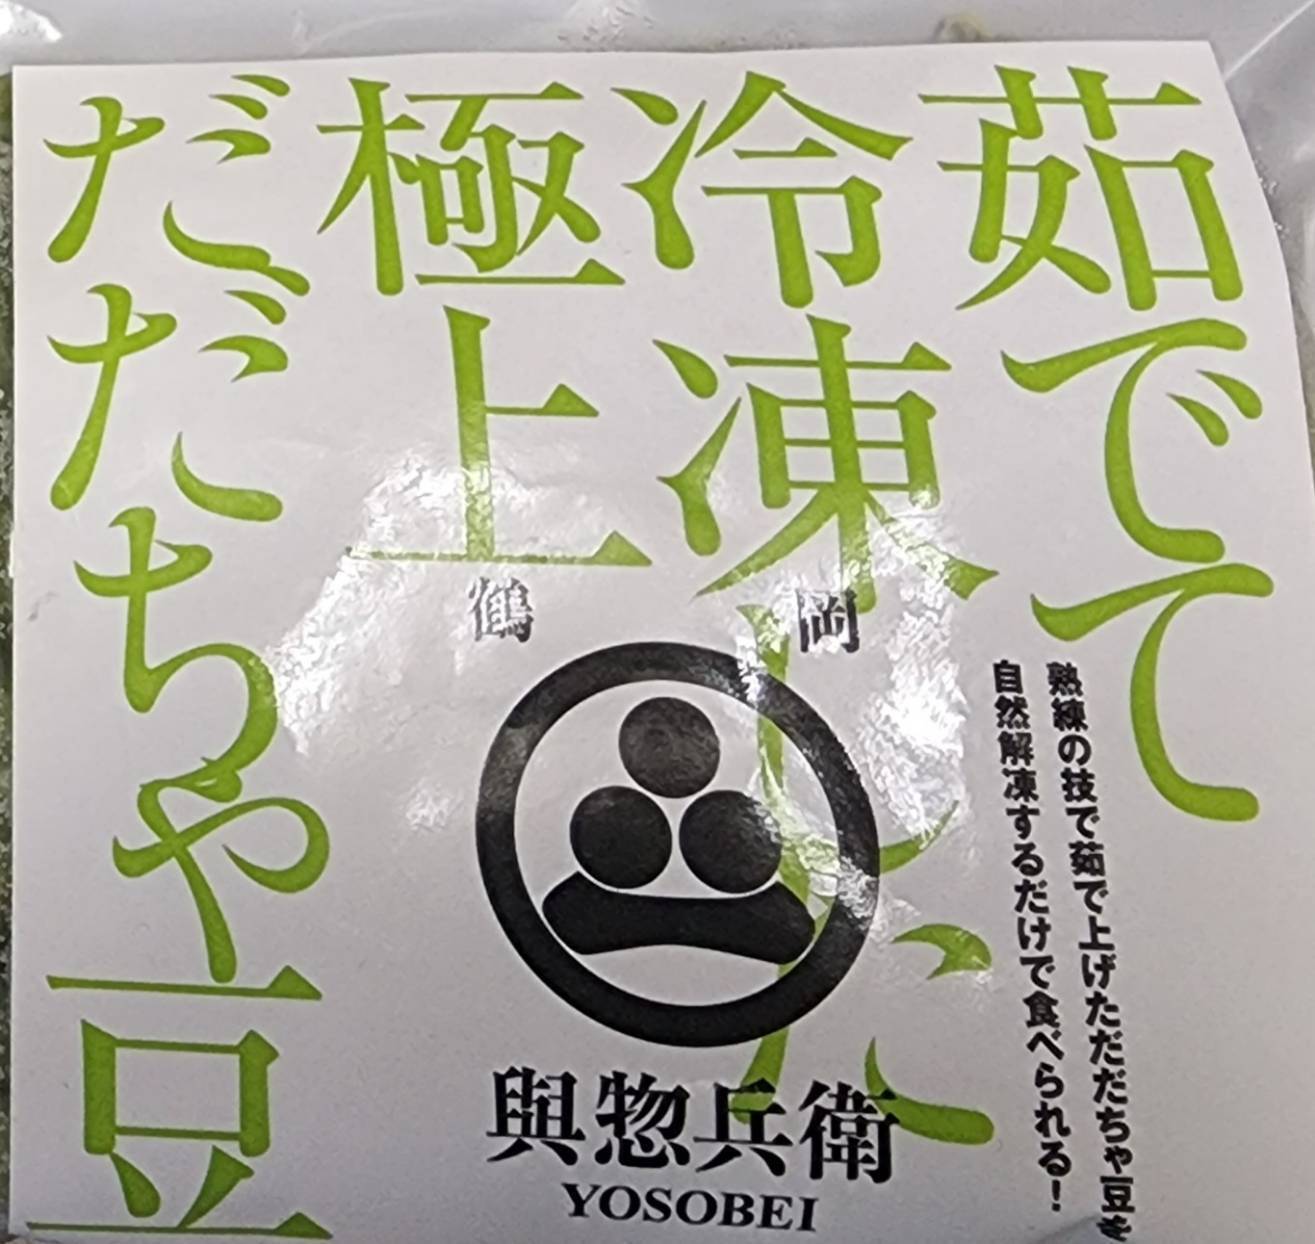 茹でて
冷凍した
極上
だだちゃ豆
熟練の技で茹で上げただだちゃ豆を
自然解凍するだけで食べられる！
鶴 岡
與惣兵衛
YOSOBEI